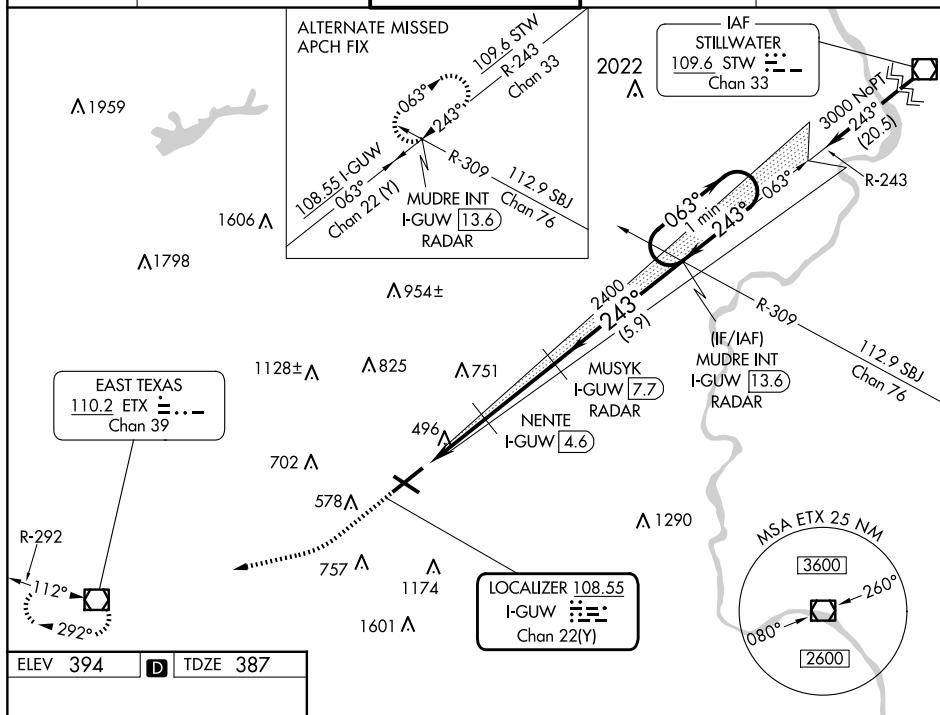 ALTERNATE MISSED
APCH FIX
109.6 STW
R-243
Chan 33
063°
243°
108.55 I-GUW
063°
Chan 22 (Y)
R-309
112.9 SBJ
Chan 76
MUDRE INT
I-GUW 13.6
RADAR
IAF
STILLWATER
109.6 STW
Chan 33
2022
1959
3000 NoPT
243°
(20.5)
R-243
063°
063°
1 min
243°
1606
1798
954±
2400
243°
(5.9)
R-309
112.9 SBJ
Chan 76
(IF/IAF)
MUDRE INT
I-GUW 13.6
RADAR
1128±
825
751
MUSYK
I-GUW 7.7
RADAR
NENTE
I-GUW 4.6
EAST TEXAS
110.2 ETX
Chan 39
496
702
578
1290
757
1174
1601
R-292
112°
292°
LOCALIZER 108.55
I-GUW
Chan 22(Y)
MSA ETX 25 NM
3600
260°
080°
2600
ELEV 394 D TDZE 387